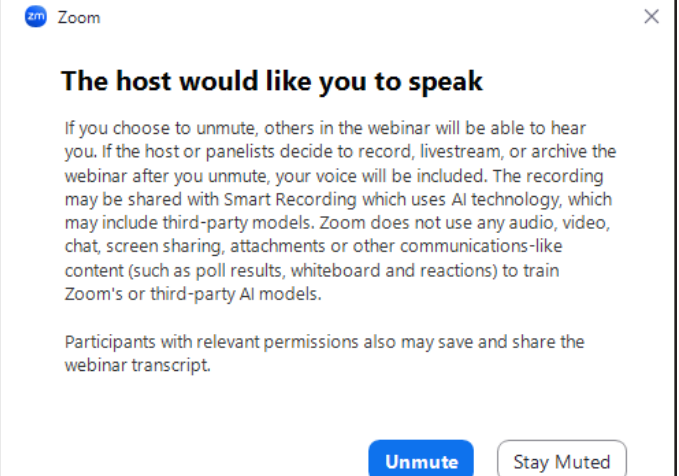 zm Zoom
The host would like you to speak
If you choose to unmute, others in the webinar will be able to hear
you. If the host or panelists decide to record, livestream, or archive the
webinar after you unmute, your voice will be included. The recording
may be shared with Smart Recording which uses AI technology, which
may include third-party models. Zoom does not use any audio, video,
chat, screen sharing, attachments or other communications-like
content (such as poll results, whiteboard and reactions) to train
Zoom's or third-party AI models.
Participants with relevant permissions also may save and share the
webinar transcript.
Unmute Stay Muted